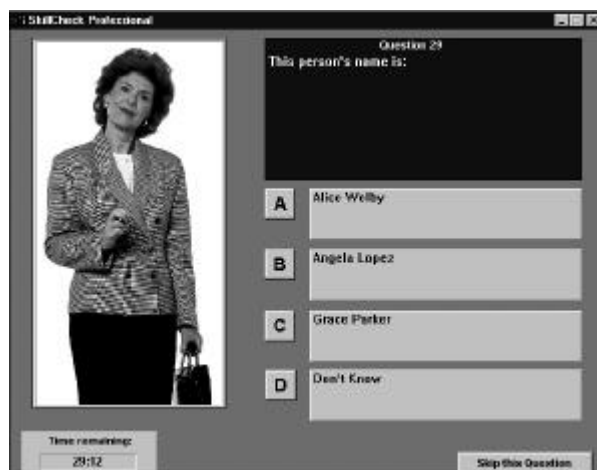 SkillCheck Professional
Question 29
This person's name is:
A
Alice Welby
B
Angela Lopez
C
Grace Parker
D
Don't Know
Time remaining:
29:12
Skip this Question